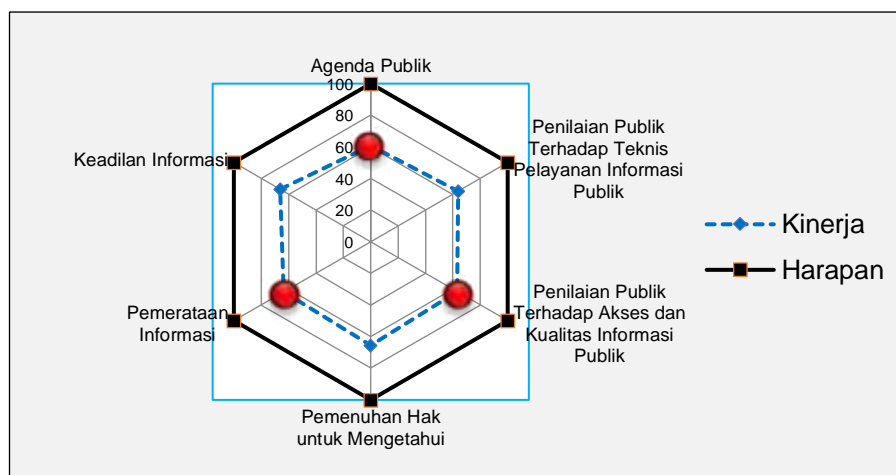 Agenda Publik
100
80
60
40
20
0
Penilaian Publik
Terhadap Teknis
Pelayanan Informasi
Publik
Penilaian Publik
Terhadap Akses dan
Kualitas Informasi
Publik
Pemenuhan Hak
untuk Mengetahui
Pemerataan
Informasi
Keadilan Informasi
Kinerja
Harapan